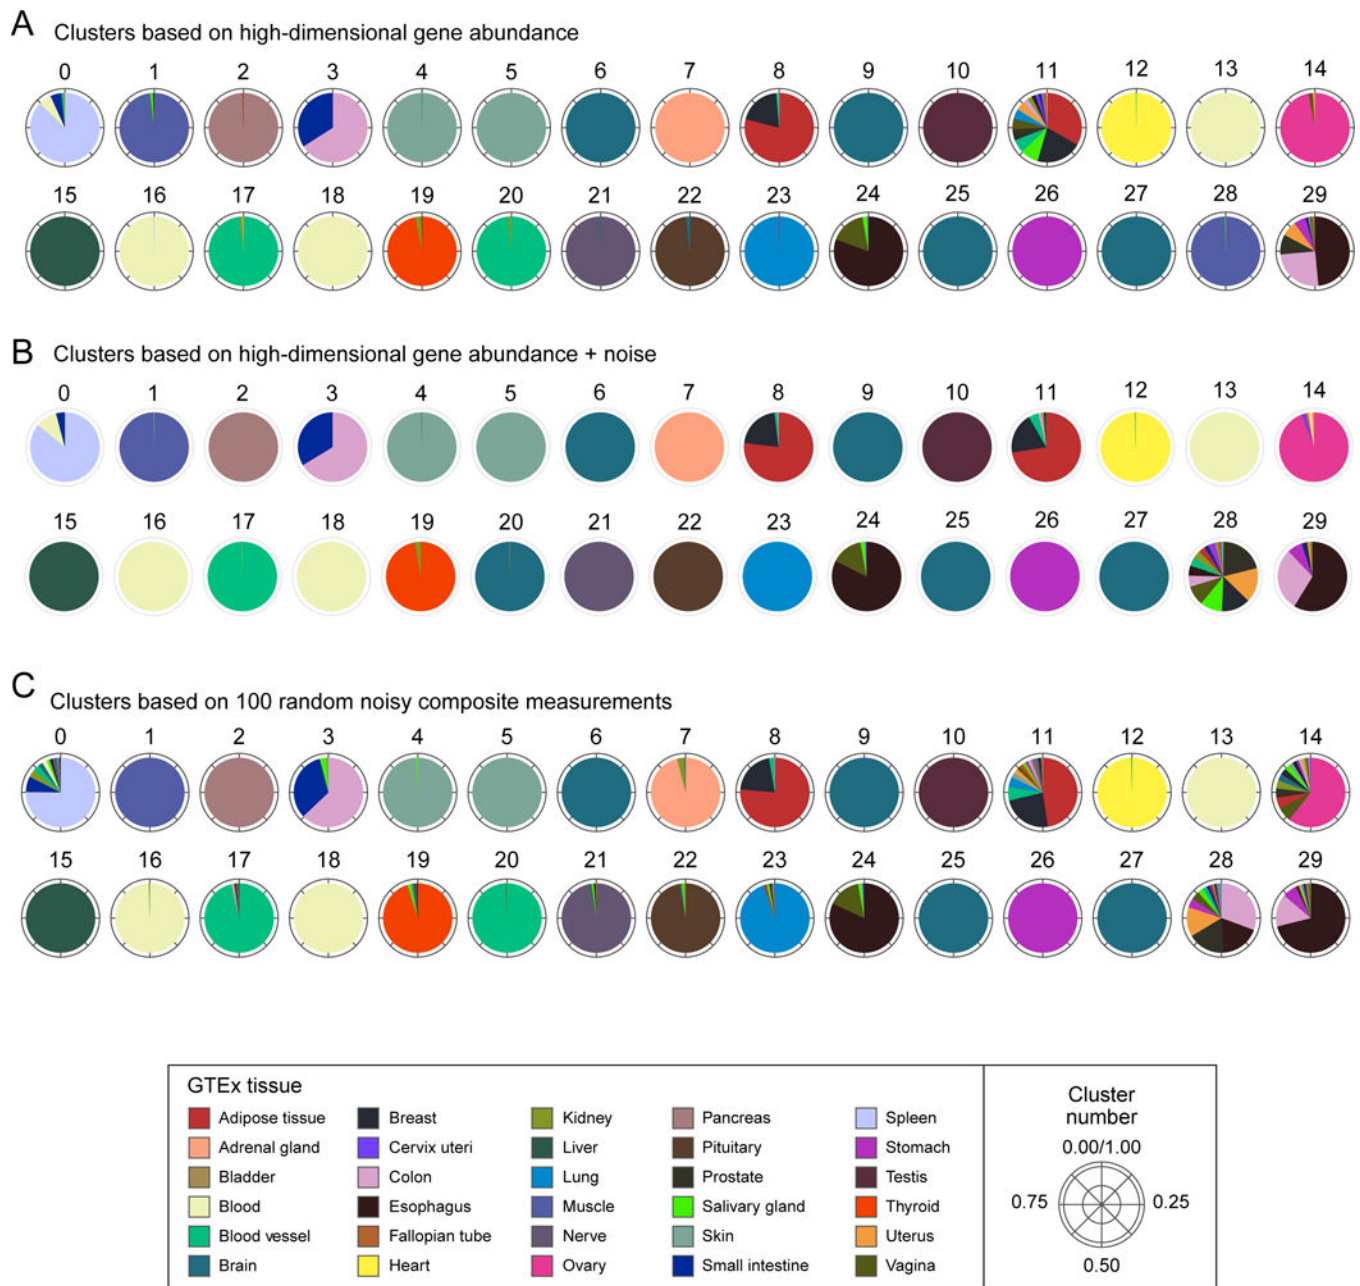 A Clusters based on high-dimensional gene abundance
0 1 2 3 4 5 6 7 8 9 10 11 12 13 14
15 16 17 18 19 20 21 22 23 24 25 26 27 28 29
B Clusters based on high-dimensional gene abundance + noise
0 1 2 3 4 5 6 7 8 9 10 11 12 13 14
15 16 17 18 19 20 21 22 23 24 25 26 27 28 29
C Clusters based on 100 random noisy composite measurements
0 1 2 3 4 5 6 7 8 9 10 11 12 13 14
15 16 17 18 19 20 21 22 23 24 25 26 27 28 29
GTEx tissue
Adipose tissue
Adrenal gland
Bladder
Blood
Blood vessel
Brain
Breast
Cervix uteri
Colon
Esophagus
Fallopian tube
Heart
Kidney
Liver
Lung
Muscle
Nerve
Ovary
Pancreas
Pituitary
Prostate
Salivary gland
Skin
Small intestine
Spleen
Stomach
Testis
Thyroid
Uterus
Vagina
Cluster
number
0.00/1.00
0.75 0.25
0.50